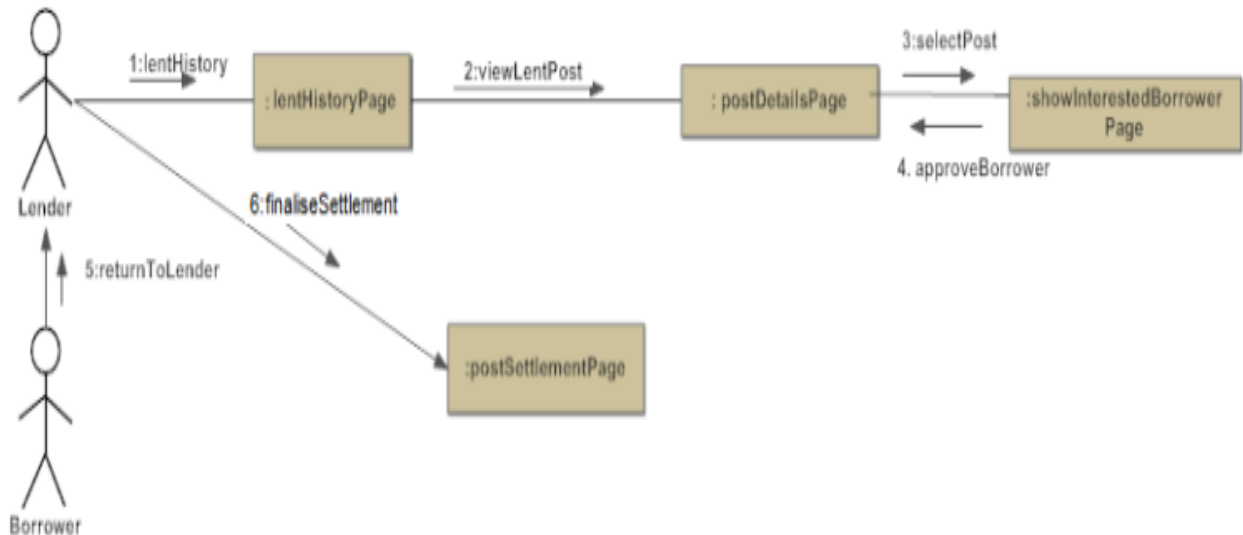 1:lentHistory
: lentHistoryPage
2:viewLentPost
: postDetailsPage
3:selectPost
:showInterestedBorrower
Page
4. approveBorrower
Lender
6:finaliseSettlement
5:returnToLender
:postSettlementPage
Borrower